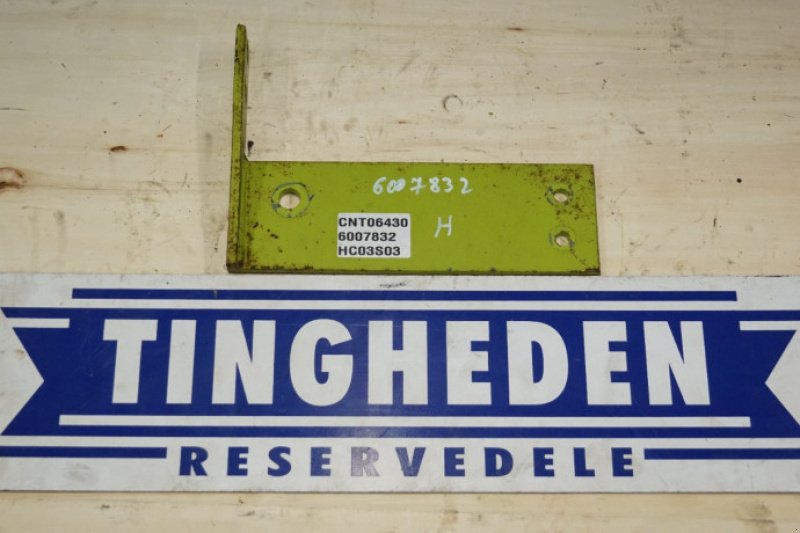 6007832
H
CNT06430
6007832
HC03S03
TINGHEDEN
RESERVEDELE